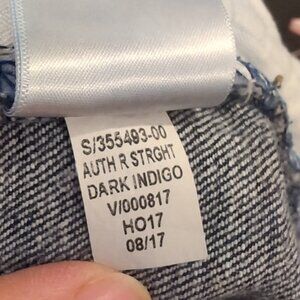 S/355493-00
AUTH R STRGHT
DARK INDIGO
V/000817
HO17
08/17